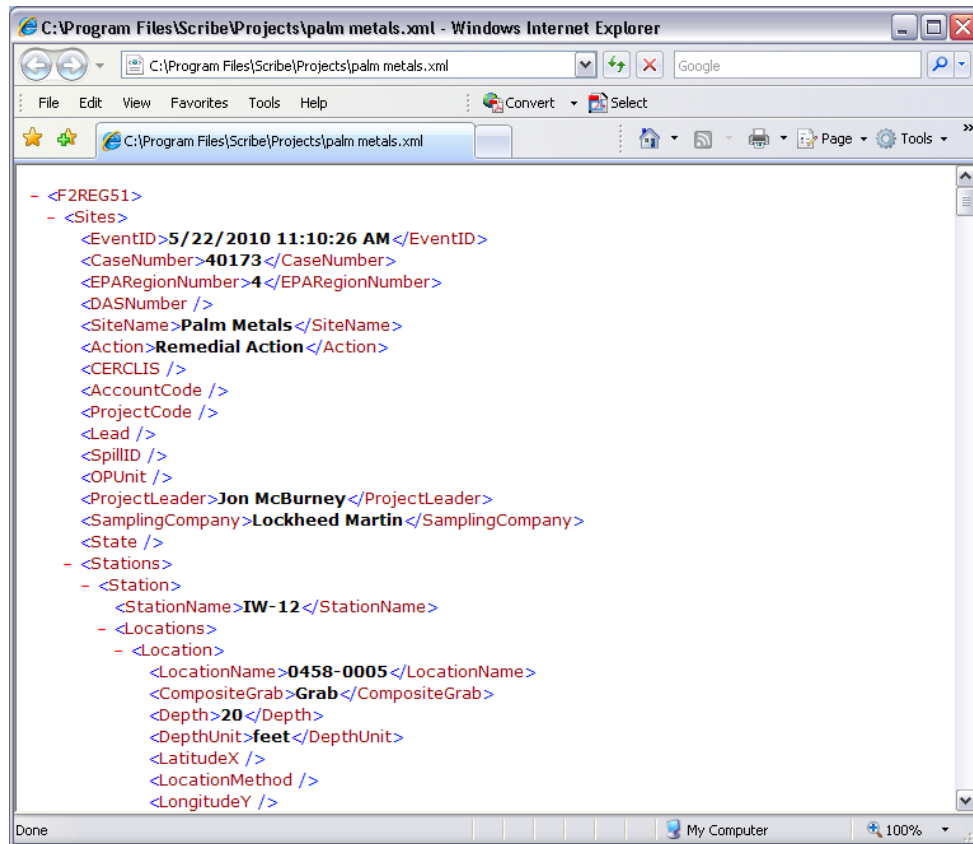 C:\Program Files\Scribe\Projects\palm metals.xml - Windows Internet Explorer
C:\Program Files\Scribe\Projects\palm metals.xml Google
File Edit View Favorites Tools Help Convert Select
C:\Program Files\Scribe\Projects\palm metals.xml Page Tools »
- <F2REG51>
- <Sites>
<EventID>5/22/2010 11:10:26 AM</EventID>
<CaseNumber>40173</CaseNumber>
<EPARegionNumber>4</EPARegionNumber>
<DASNumber />
<SiteName>Palm Metals</SiteName>
<Action>Remedial Action</Action>
<CERCLIS />
<AccountCode />
<ProjectCode />
<Lead />
<SpillID />
<OPUnit />
<ProjectLeader>Jon McBurney</ProjectLeader>
<SamplingCompany>Lockheed Martin</SamplingCompany>
<State />
- <Stations>
- <Station>
<StationName>IW-12</StationName>
- <Locations>
- <Location>
<LocationName>0458-0005</LocationName>
<CompositeGrab>Grab</CompositeGrab>
<Depth>20</Depth>
<DepthUnit>feet</DepthUnit>
<LatitudeX />
<LocationMethod />
<LongitudeY />
Done My Computer 100%